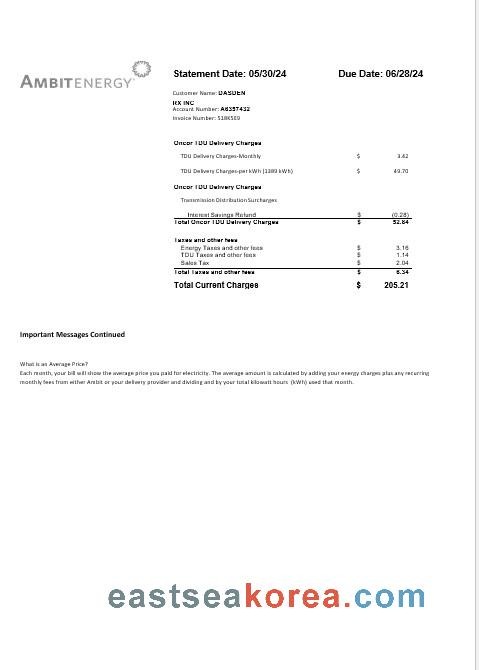 AMBITENERGY
Statement Date: 05/30/24 Due Date: 06/28/24
Customer Name: DASDEN
RX INC
Account Number: A6357432
Invoice Number: 518K5E9
Oncor TDU Delivery Charges
TDU Delivery Charges-Monthly $ 3.42
TDU Delivery Charges-per kWh (1389 kWh) $ 49.70
Oncor TDU Delivery Charges
Transmission Distribution Surcharges
Interest Savings Refund $ (0.28)
Total Oncor TDU Delivery Charges $ 52.84
Taxes and other fees
Energy Taxes and other fees $ 3.16
TDU Taxes and other fees $ 1.14
Sales Tax $ 2.04
Total Taxes and other fees $ 6.34
Total Current Charges $ 205.21
Important Messages Continued
What is an Average Price?
Each month, your bill will show the average price you paid for electricity. The average amount is calculated by adding your energy charges plus any recurring
monthly fees from either Ambit or your delivery provider and dividing and by your total kilowatt hours (kWh) used that month.
eastseakorea.com